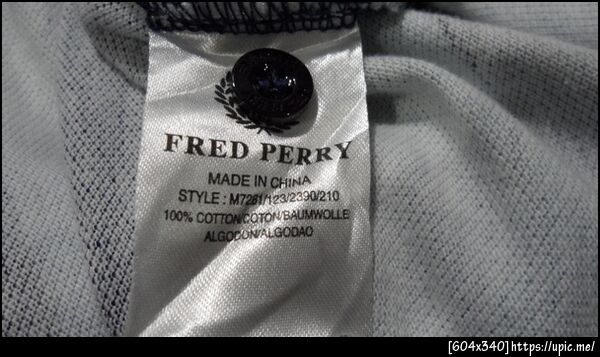 FRED PERRY
MADE IN CHINA
STYLE : M7281/123/2390/210
100% COTTON/COTON/BAUMWOLLE
ALGODON/ALGODAO
[604x340]https://upic.me/